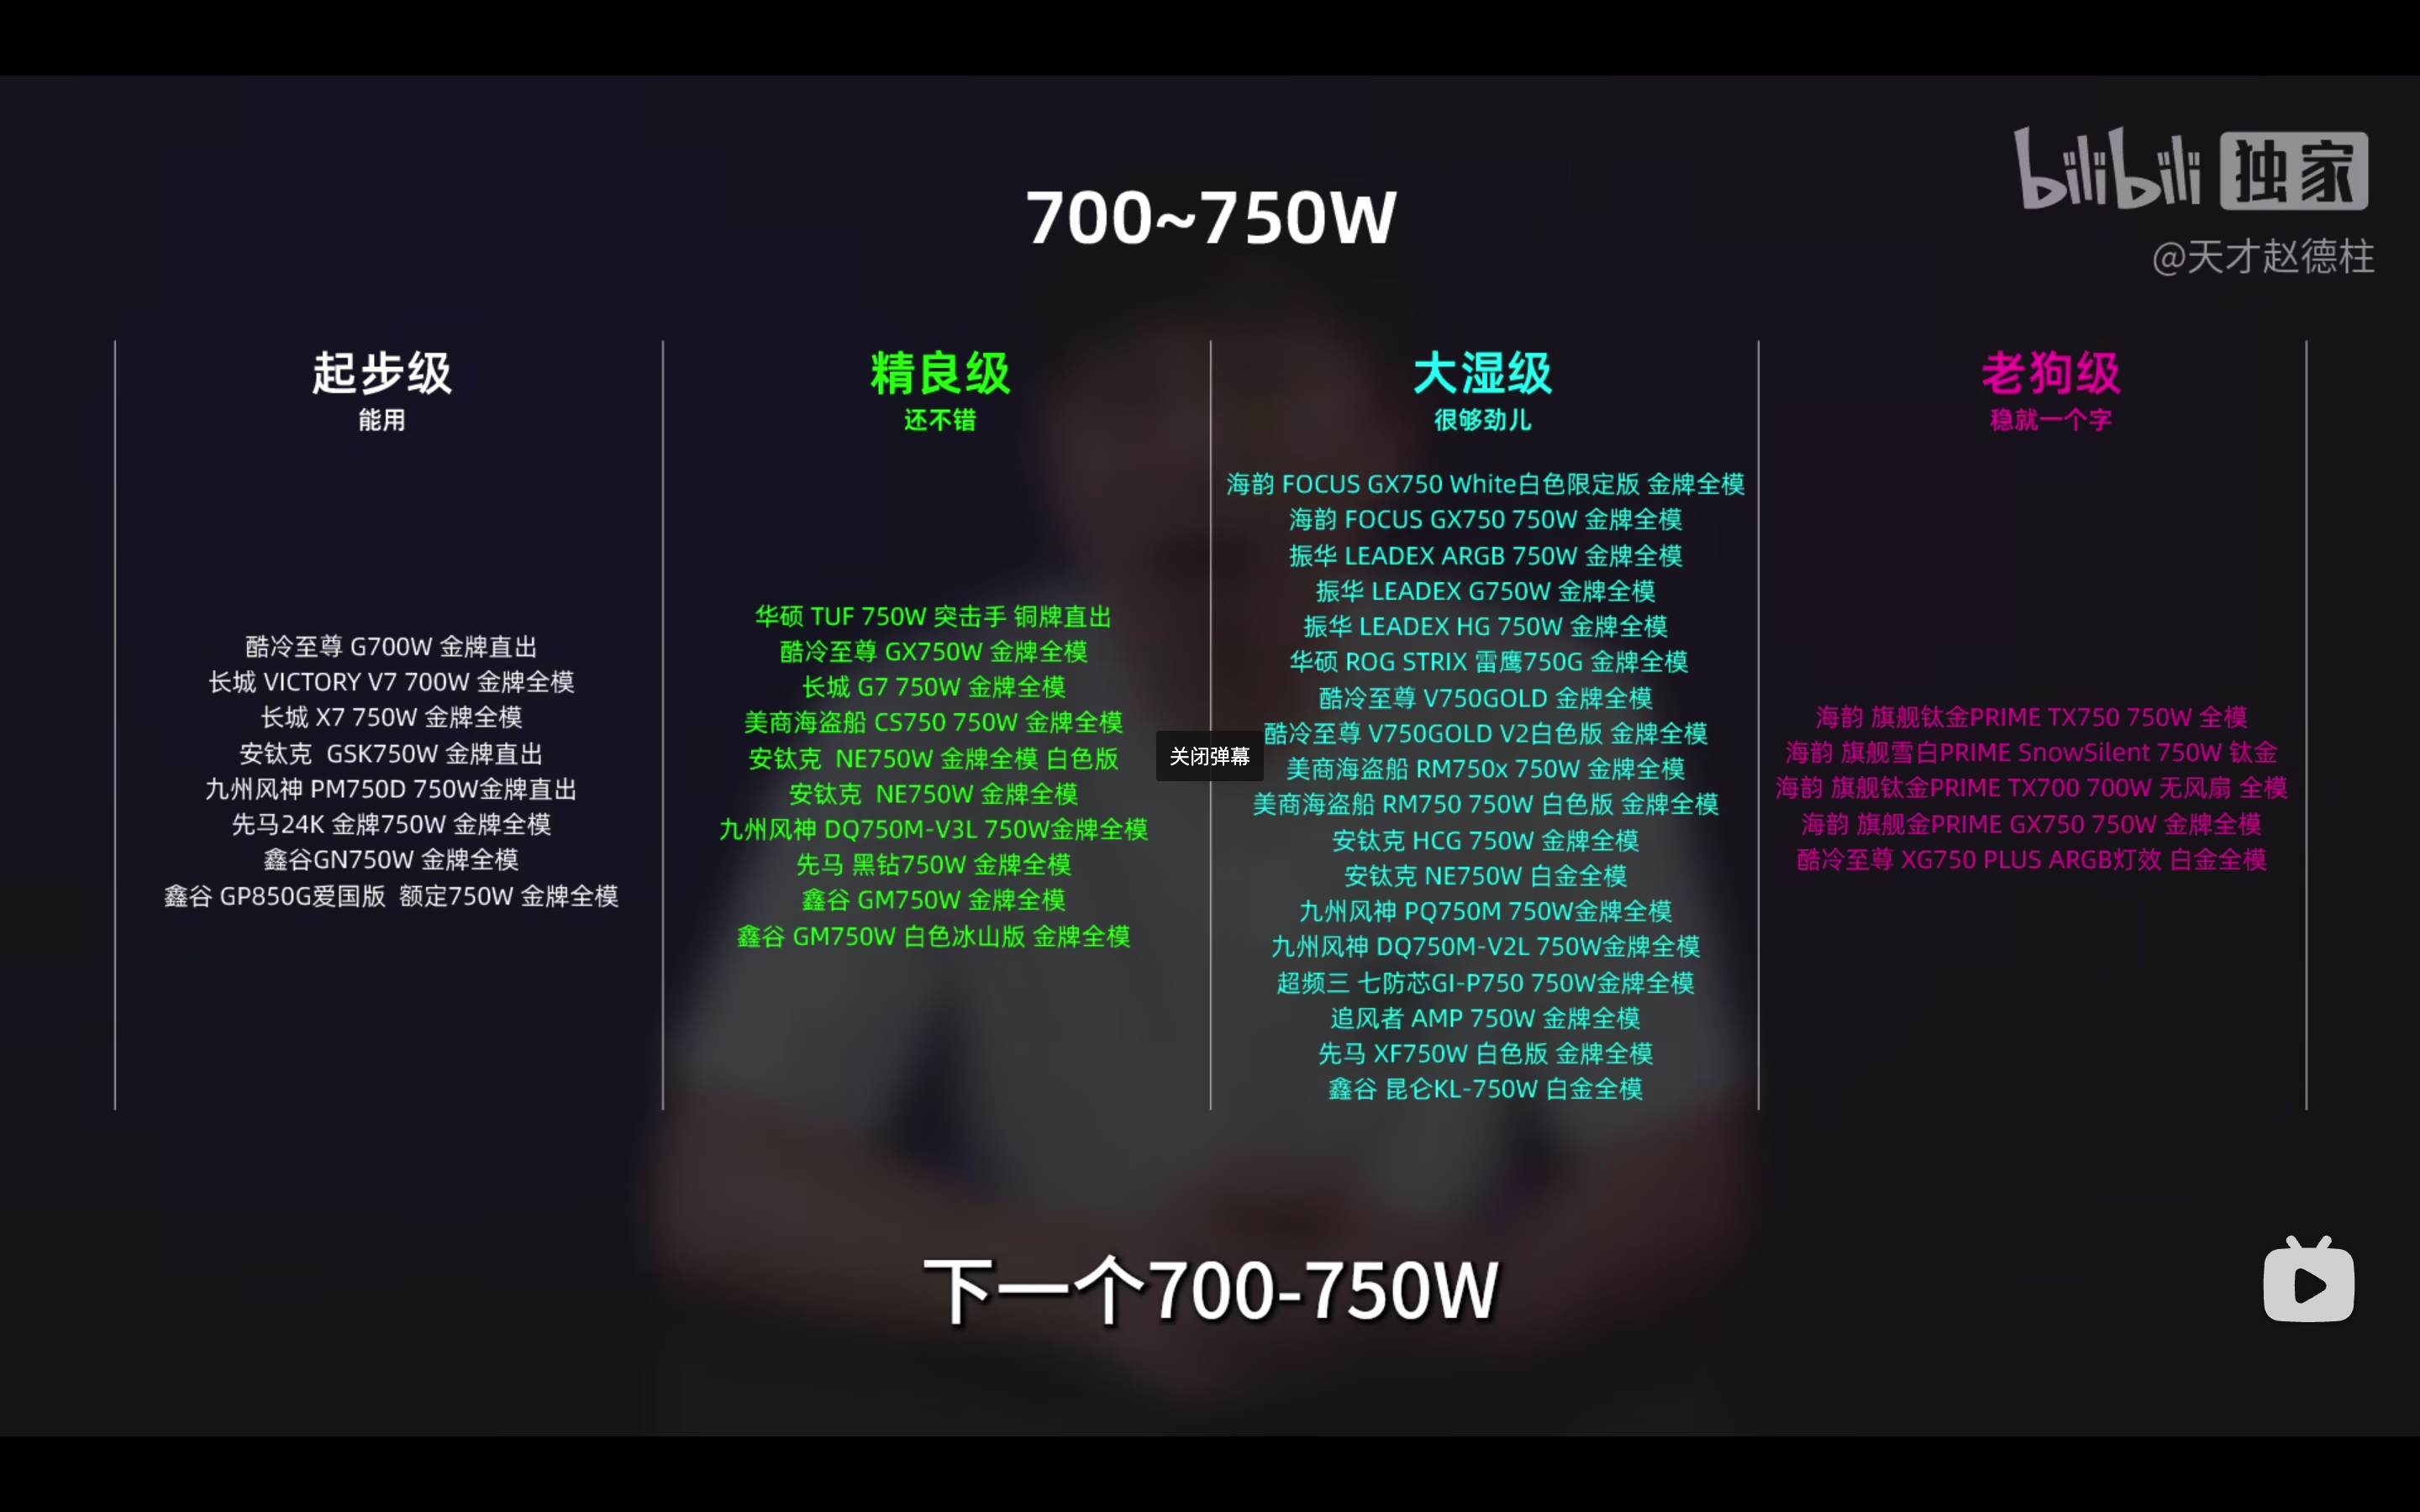 bilibili 独家
@天才赵德柱
700~750W
起步级
能用
酷冷至尊 G700W 金牌直出
长城 VICTORY V7 700W 金牌全模
长城 X7 750W 金牌全模
安钛克 GSK750W 金牌直出
九州风神 PM750D 750W金牌直出
先马24K 金牌750W 金牌全模
鑫谷GN750W 金牌全模
鑫谷 GP850G爱国版 额定750W 金牌全模
精良级
还不错
华硕 TUF 750W 突击手 铜牌直出
酷冷至尊 GX750W 金牌全模
长城 G7 750W 金牌全模
美商海盗船 CS750 750W 金牌全模
安钛克 NE750W 金牌全模 白色版
安钛克 NE750W 金牌全模
九州风神 DQ750M-V3L 750W金牌全模
先马 黑钻750W 金牌全模
鑫谷 GM750W 金牌全模
鑫谷 GM750W 白色冰山版 金牌全模
大湿级
很够劲儿
海韵 FOCUS GX750 White白色限定版 金牌全模
海韵 FOCUS GX750 750W 金牌全模
振华 LEADEX ARGB 750W 金牌全模
振华 LEADEX G750W 金牌全模
振华 LEADEX HG 750W 金牌全模
华硕 ROG STRIX 雷鹰750G 金牌全模
酷冷至尊 V750GOLD 金牌全模
酷冷至尊 V750GOLD V2白色版 金牌全模
美商海盗船 RM750x 750W 金牌全模
美商海盗船 RM750 750W 白色版 金牌全模
安钛克 HCG 750W 金牌全模
安钛克 NE750W 白金全模
九州风神 PQ750M 750W金牌全模
九州风神 DQ750M-V2L 750W金牌全模
超频三 七防芯GI-P750 750W金牌全模
追风者 AMP 750W 金牌全模
先马 XF750W 白色版 金牌全模
鑫谷 昆仑KL-750W 白金全模
老狗级
稳就一个字
海韵 旗舰钛金PRIME TX750 750W 全模
海韵 旗舰雪白PRIME SnowSilent 750W 钛金
海韵 旗舰钛金PRIME TX700 700W 无风扇 全模
海韵 旗舰金PRIME GX750 750W 金牌全模
酷冷至尊 XG750 PLUS ARGB灯效 白金全模
关闭弹幕
下一个700-750W